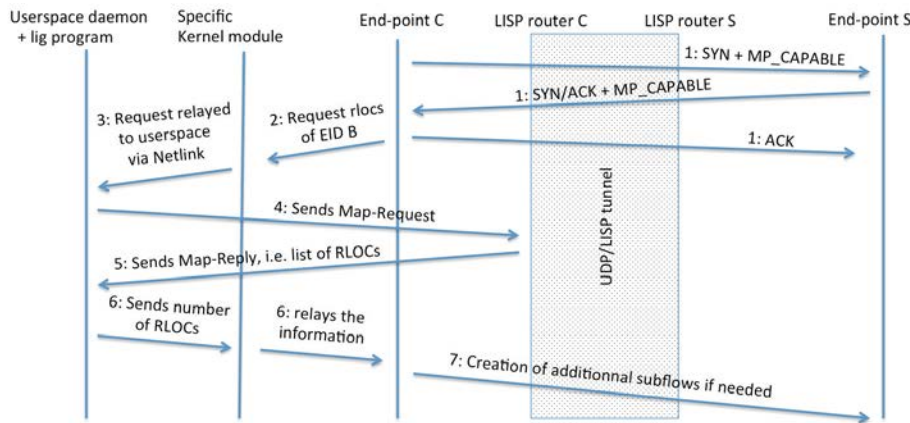 Userspace daemon
+ lig program
Specific
Kernel module
End-point C
LISP router C
LISP router S
End-point S
1: SYN + MP_CAPABLE
1: SYN/ACK + MP_CAPABLE
3: Request relayed
to userspace
via Netlink
2: Request rlocs
of EID B
1: ACK
4: Sends Map-Request
UDP/LISP tunnel
5: Sends Map-Reply, i.e. list of RLOCs
6: Sends number
of RLOCs
6: relays the
information
7: Creation of additionnal subflows if needed